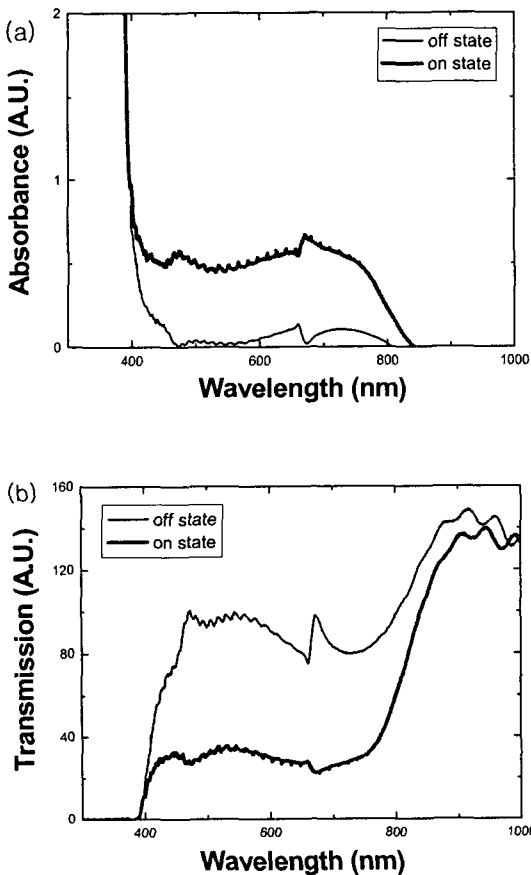 (a)
off state
on state
Absorbance (A.U.)
2
1
0
400
600
800
1000
Wavelength (nm)
(b)
off state
on state
Transmission (A.U.)
160
120
80
40
0
400
600
800
1000
Wavelength (nm)